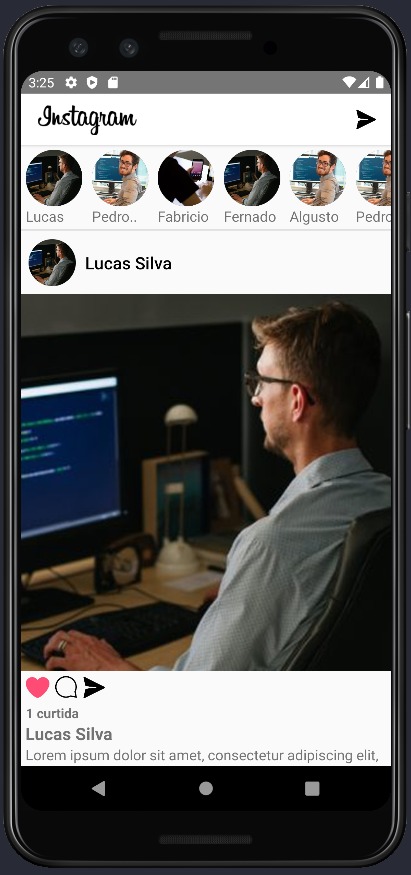 3:25
Instagram
Lucas Pedro.. Fabricio Fernado Algusto Pedro
Lucas Silva
1 curtida
Lucas Silva
Lorem ipsum dolor sit amet, consectetur adipiscing elit,